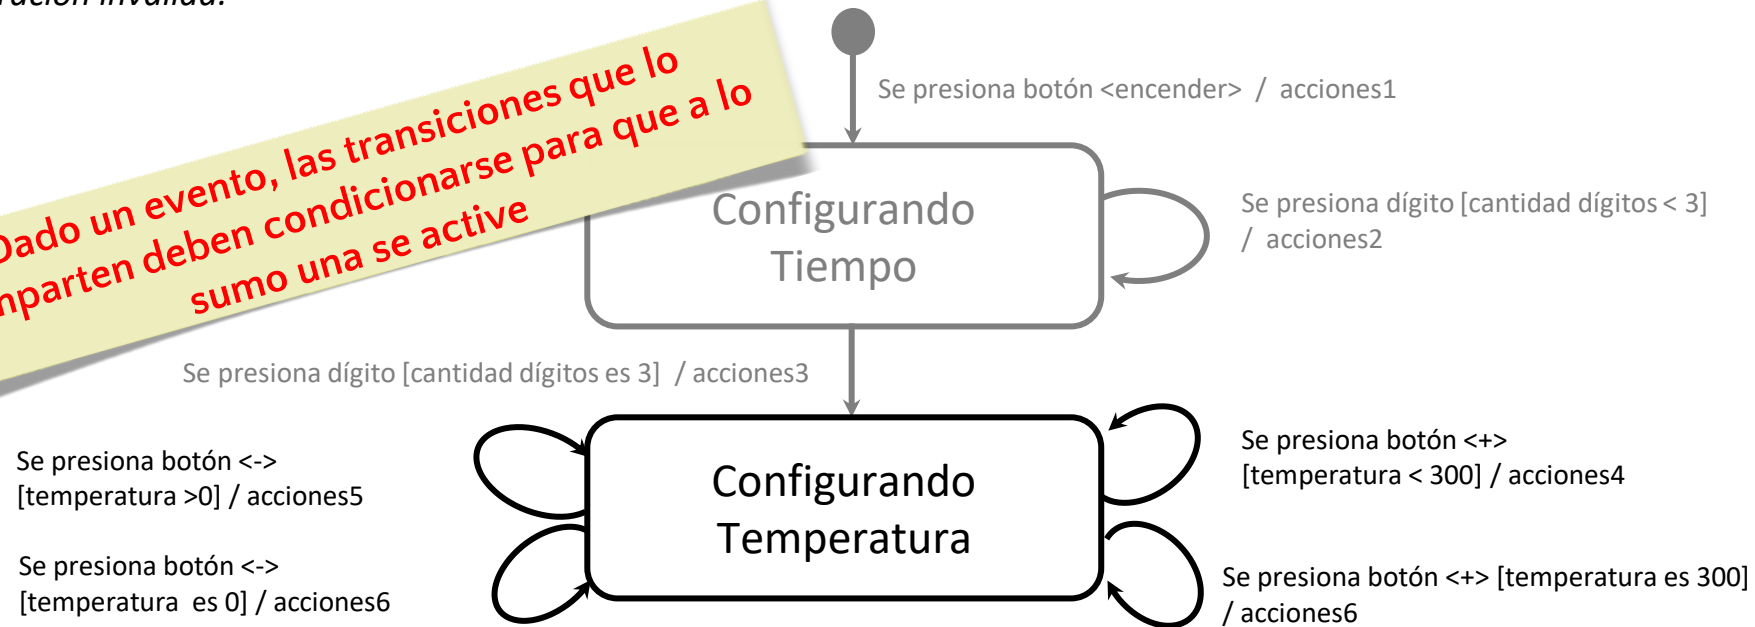 inválida.
Dado un evento, las transiciones que lo
deben condicionarse para que a lo
sumo una se active
Se presiona botón <encender> / acciones1
Configurando
Tiempo
Se presiona dígito [cantidad dígitos < 3]
/ acciones2
Se presiona dígito [cantidad dígitos es 3] / acciones3
Se presiona botón <->
[temperatura >0] / acciones5
Se presiona botón <->
[temperatura es 0] / acciones6
Configurando
Temperatura
Se presiona botón <+>
[temperatura < 300] / acciones4
Se presiona botón <+> [temperatura es 300]
/ acciones6